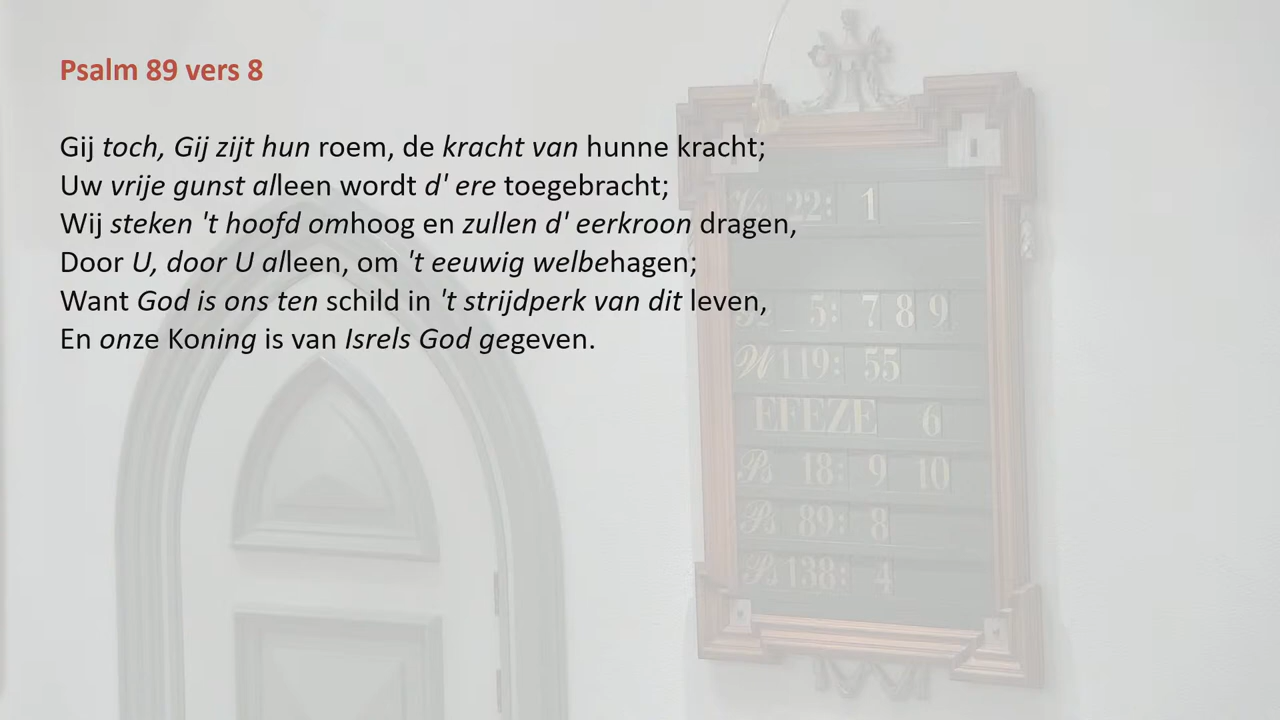 Psalm 89 vers 8
Gij toch, Gij zijt hun roem, de kracht van hunne kracht;
Uw vrije gunst alleen wordt d' ere toegebracht;
Wij steken 't hoofd omhoog en zullen d' eerkroon dragen,
Door U, door U alleen, om 't eeuwig welbehagen;
Want God is ons ten schild in 't strijdperk van dit leven,
En onze Koning is van Isrels God gegeven.
22: 1
5: 7 8 9
119: 55
EFEZE 6
Ps 18: 9 10
Ps 89: 8
Ps 138: 4